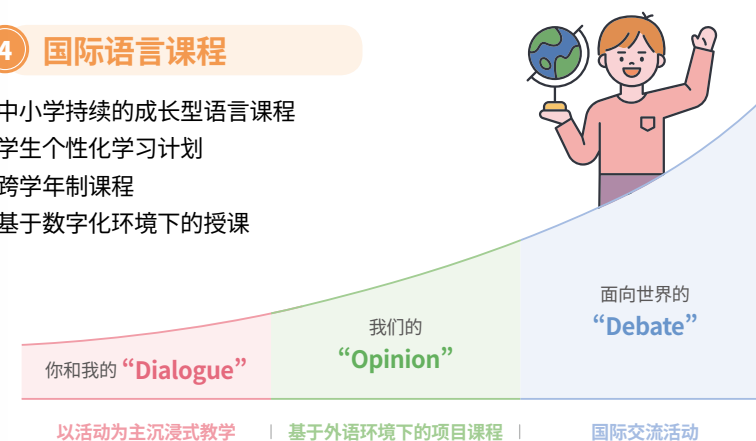 4 国际语言课程
中小学持续的成长型语言课程
学生个性化学习计划
跨学年制课程
基于数字化环境下的授课
面向世界的
“Debate”
我们的
“Opinion”
你和我的 “Dialogue”
以活动为主沉浸式教学 | 基于外语环境下的项目课程 | 国际交流活动